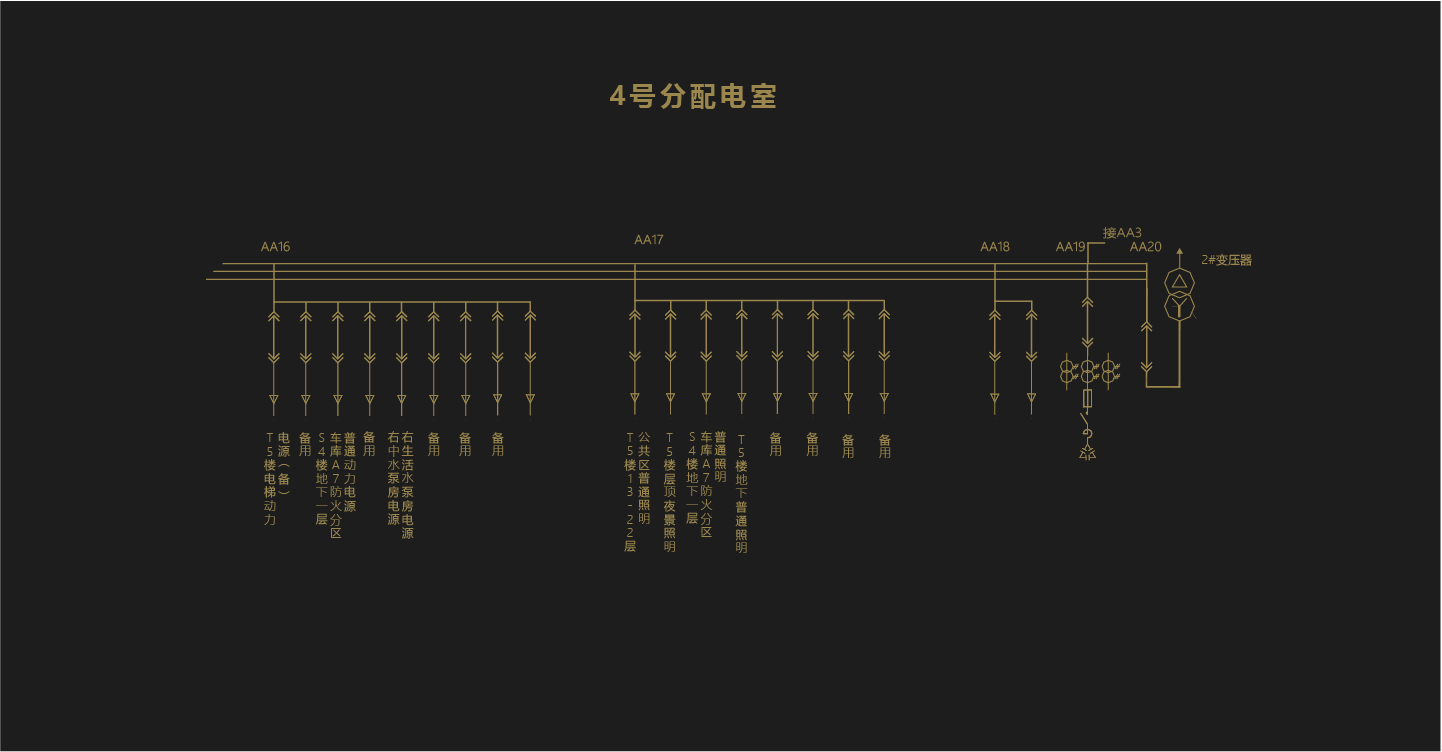 4号分配电室
AA16
AA17
AA18
AA19
接AA3
AA20
2#变压器
T5楼电梯动力
电源（备）
备用
S4楼地下一层
车库A7防火分区
普通动力电源
备用
右中水泵房电源
右生活水泵房电源
备用
备用
备用
T5楼13-22层
公共区普通照明
T5楼层顶夜景照明
S4楼地下一层
车库A7防火分区
普通照明
T5楼地下普通照明
备用
备用
备用
备用